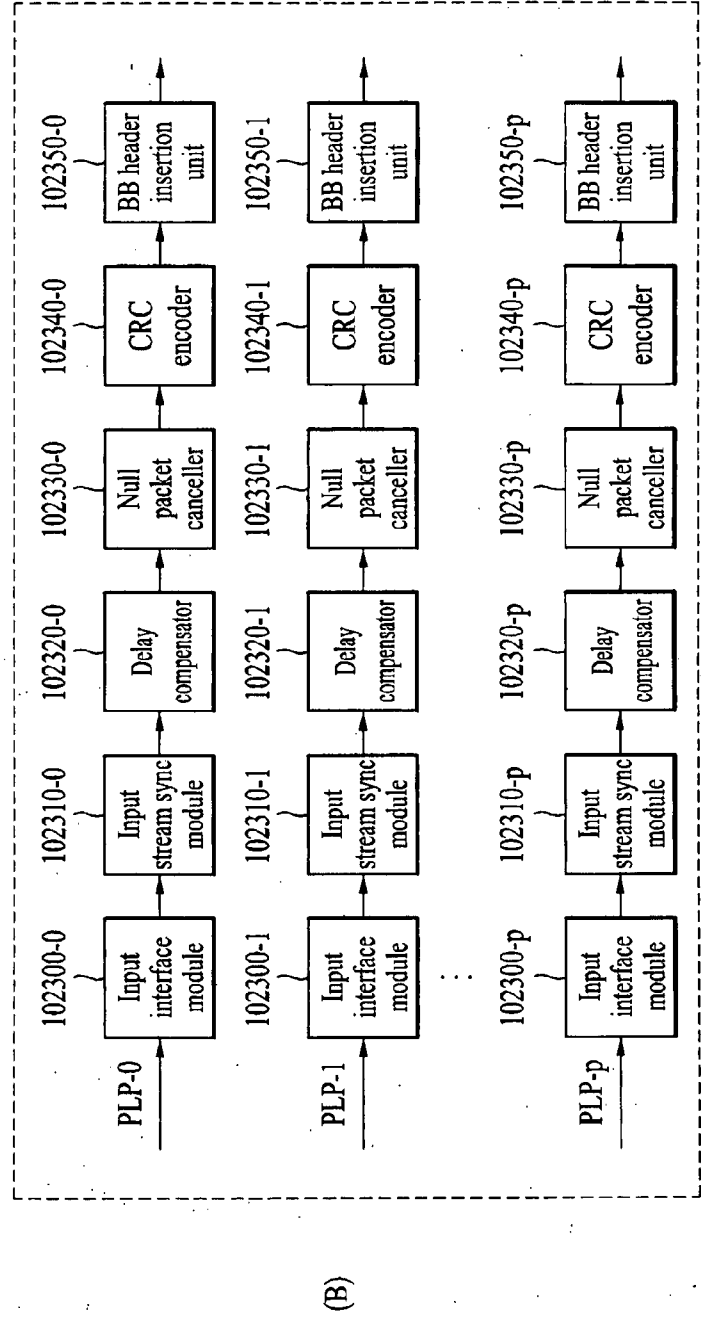 (B)
102300-0
102310-0
102320-0
102330-0
102340-0
102350-0
PLP-0
Input
interface
module
Input
stream sync
module
Delay
compensator
Null
packet
canceller
CRC
encoder
BB header
insertion
unit
102300-1
102310-1
102320-1
102330-1
102340-1
102350-1
PLP-1
Input
interface
module
Input
stream sync
module
Delay
compensator
Null
packet
canceller
CRC
encoder
BB header
insertion
unit
102300-p
102310-p
102320-p
102330-p
102340-p
102350-p
PLP-p
Input
interface
module
Input
stream sync
module
Delay
compensator
Null
packet
canceller
CRC
encoder
BB header
insertion
unit